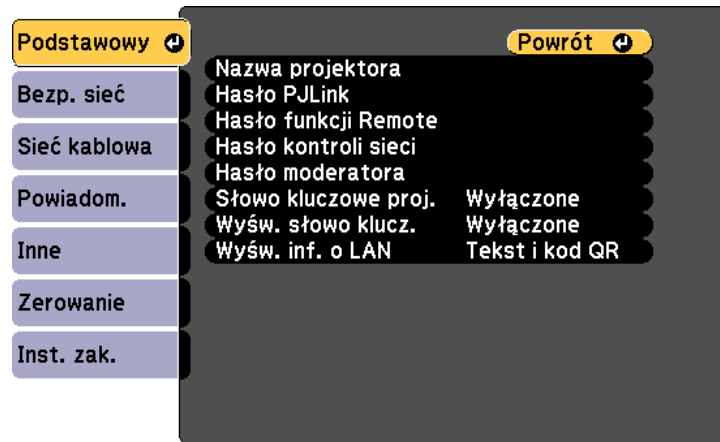 Podstawowy
Bezp. sieć
Sieć kablowa
Powiadom.
Inne
Zerowanie
Inst. zak.
Powrót
Nazwa projektora
Hasło PJLink
Hasło funkcji Remote
Hasło kontroli sieci
Hasło moderatora
Słowo kluczowe proj. Wyłączone
Wyśw. słowo klucz. Wyłączone
Wyśw. inf. o LAN Tekst i kod QR